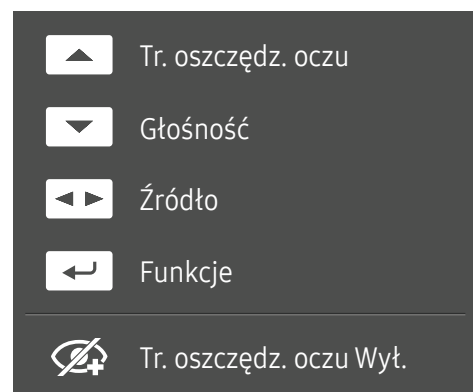 Tr. oszczędz. oczu
Głośność
Źródło
Funkcje
Tr. oszczędz. oczu Wył.